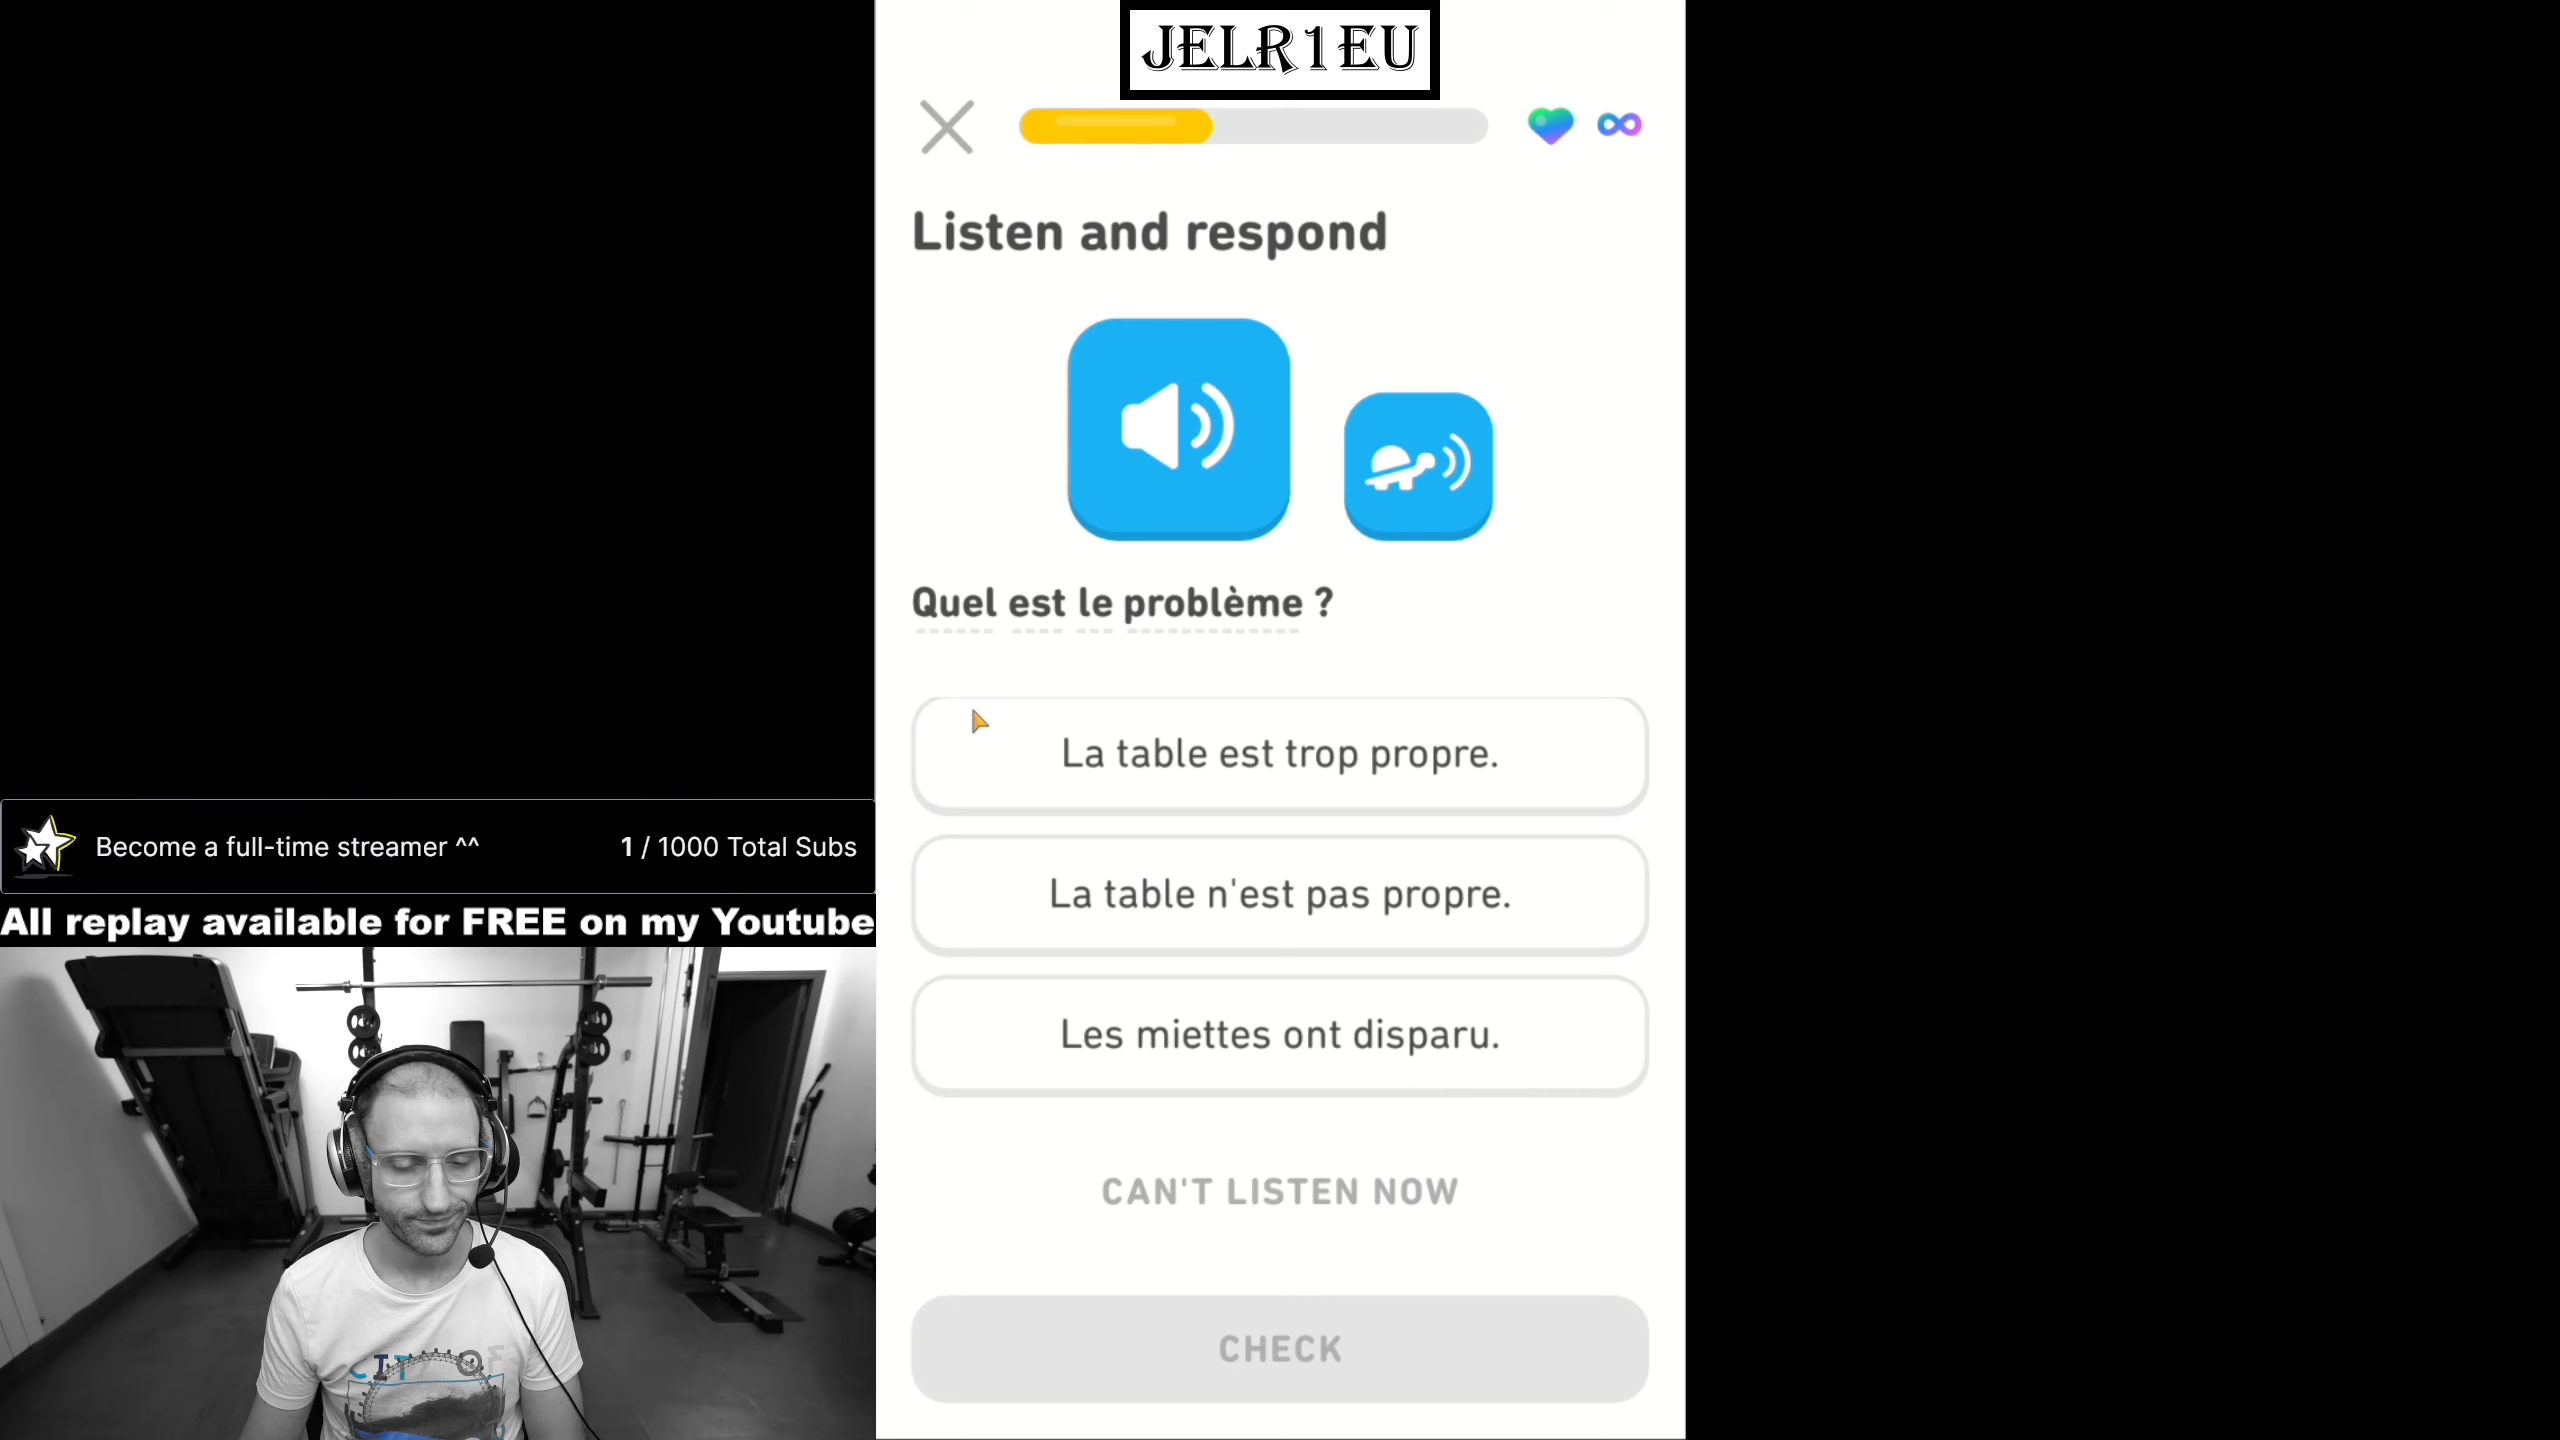 JELR1EU
Listen and respond
Quel est le problème ?
La table est trop propre.
La table n'est pas propre.
Les miettes ont disparu.
CAN'T LISTEN NOW
CHECK
Become a full-time streamer ^^
1 / 1000 Total Subs
All replay available for FREE on my Youtube